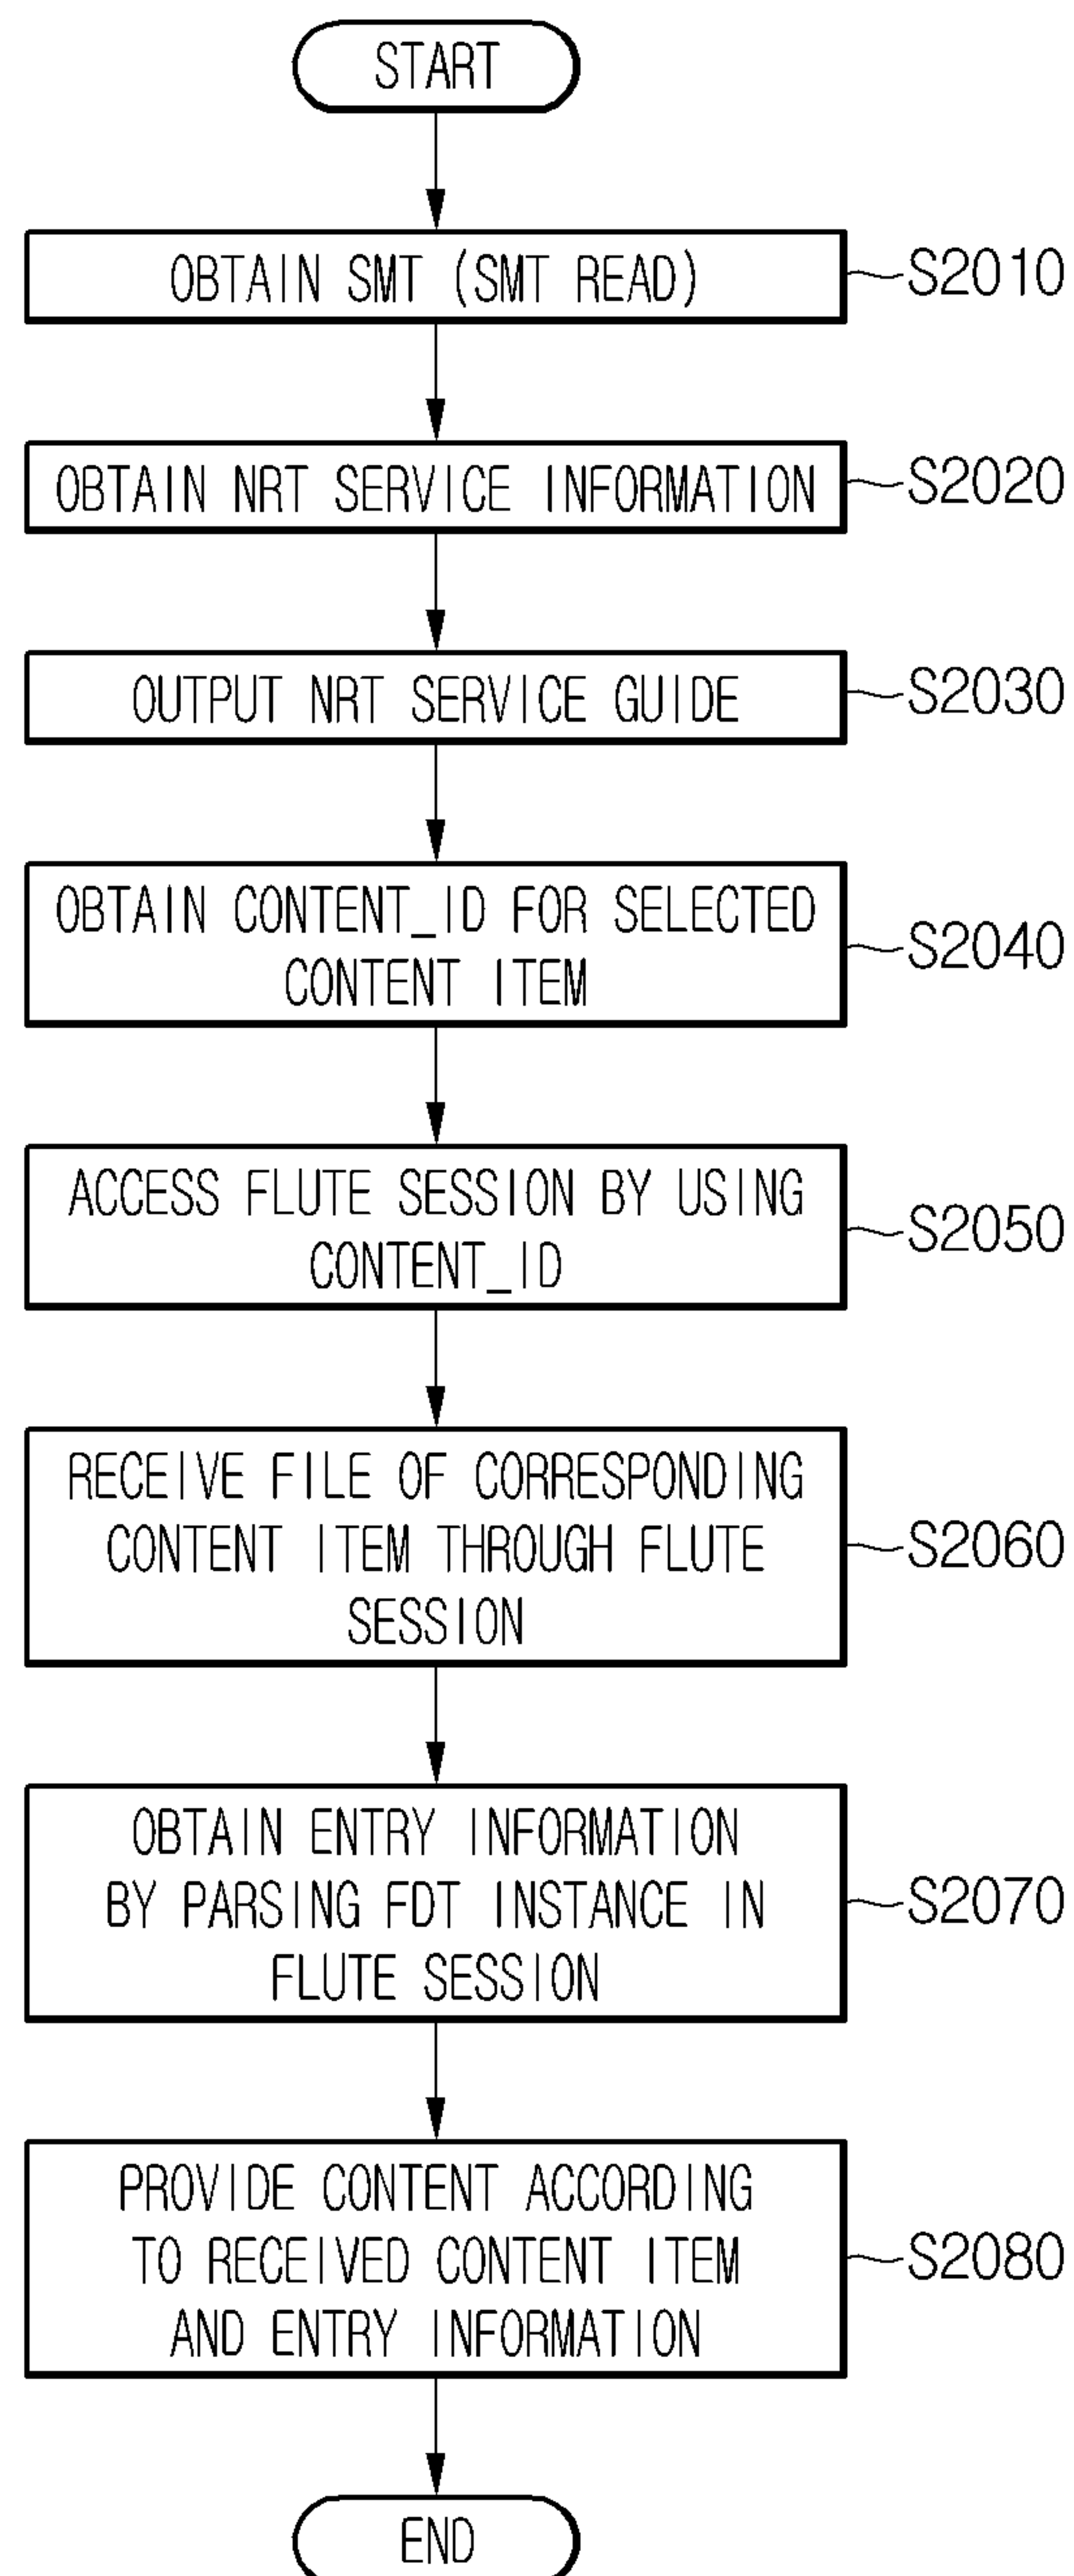 START
OBTAIN SMT (SMT READ)
S2010
OBTAIN NRT SERVICE INFORMATION
S2020
OUTPUT NRT SERVICE GUIDE
S2030
OBTAIN CONTENT_ID FOR SELECTED
CONTENT ITEM
S2040
ACCESS FLUTE SESSION BY USING
CONTENT_ID
S2050
RECEIVE FILE OF CORRESPONDING
CONTENT ITEM THROUGH FLUTE
SESSION
S2060
OBTAIN ENTRY INFORMATION
BY PARSING FDT INSTANCE IN
FLUTE SESSION
S2070
PROVIDE CONTENT ACCORDING
TO RECEIVED CONTENT ITEM
AND ENTRY INFORMATION
S2080
END